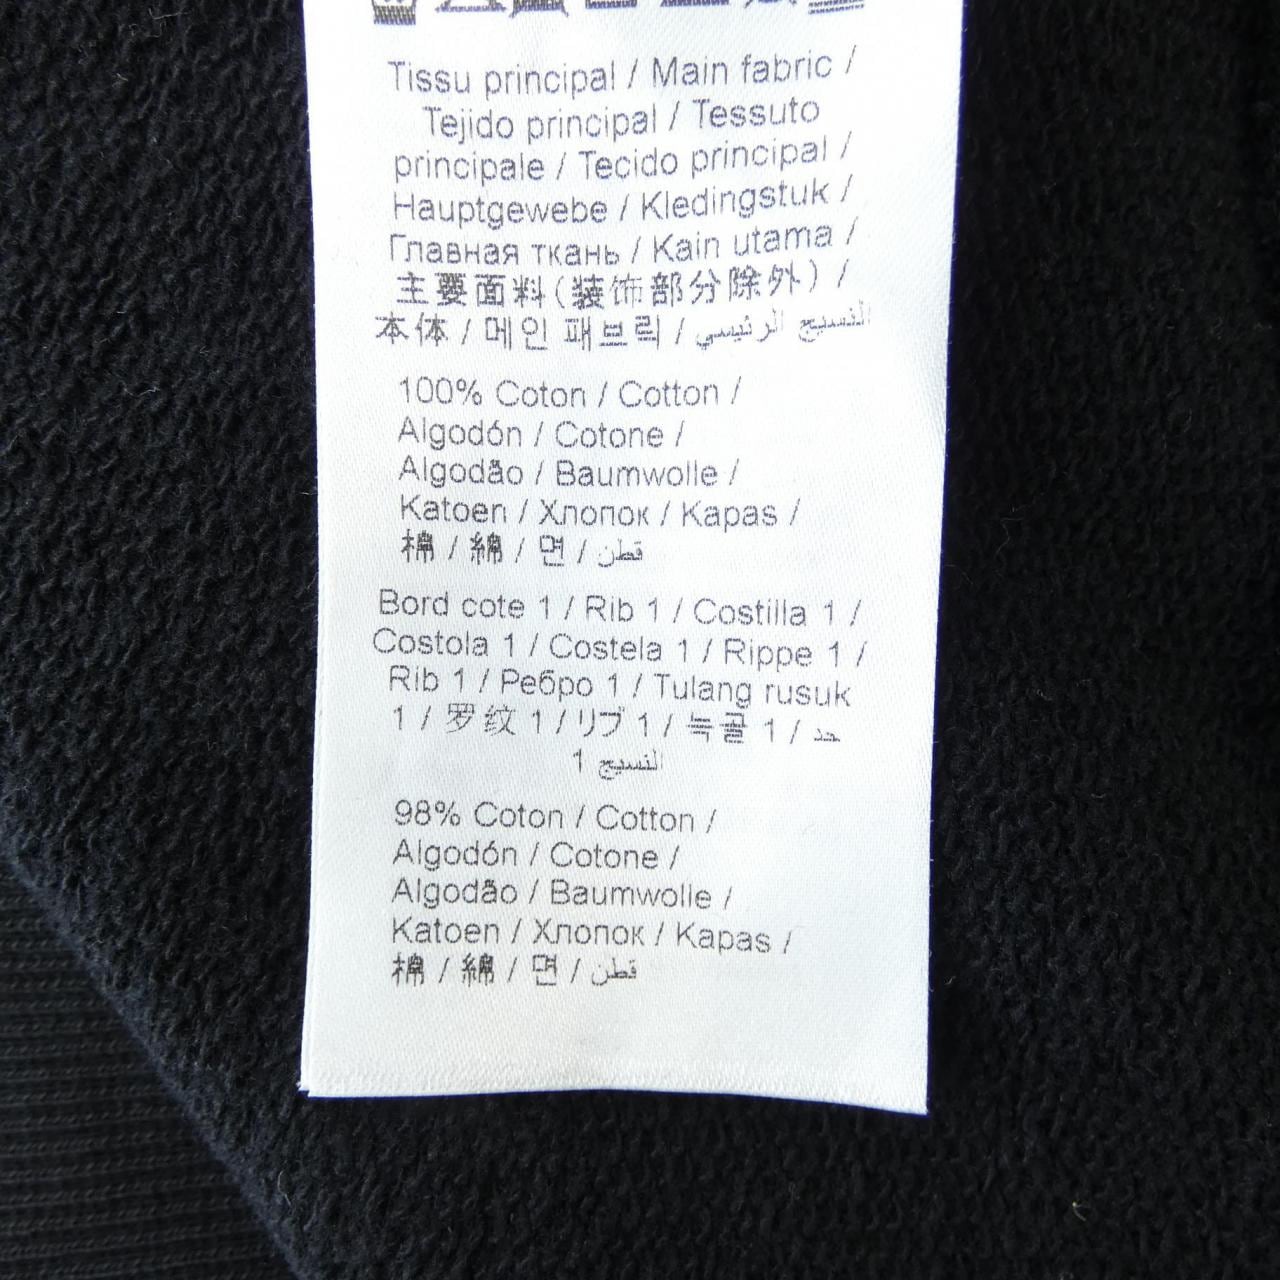 Tissu principal / Main fabric /
Tejido principal / Tessuto
principale / Tecido principal /
Hauptgewebe / Kledingstuk /
Главная ткань / Kain utama /
主要面料(装饰部分除外) /
本体 / 메인 패브릭 / النسيج الرئيسي
100% Coton / Cotton /
Algodón / Cotone /
Algodão / Baumwolle /
Katoen / Хлопок / Kapas /
棉 / 綿 / 면 / قطن
Bord cote 1 / Rib 1 / Costilla 1 /
Costola 1 / Costela 1 / Rippe 1 /
Rib 1 / Ребро 1 / Tulang rusuk
1 / 罗纹 1 / リブ 1 / 늑골 1 / حد
النسيج 1
98% Coton / Cotton /
Algodón / Cotone /
Algodão / Baumwolle /
Katoen / Хлопок / Kapas /
棉 / 綿 / 면 / قطن